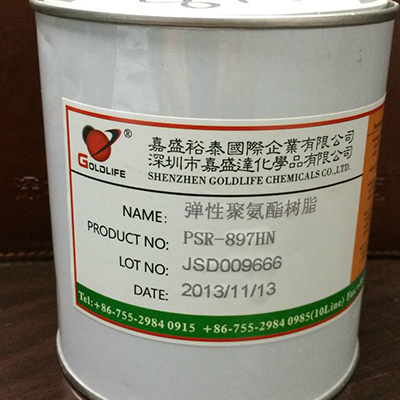 GOLDLIFE ®
嘉盛裕泰國際企業有限公司
深圳市嘉盛達化學品有限公司
SHENZHEN GOLDLIFE CHEMICALS CO.,LTD.
NAME: 弹性聚氨酯树脂
PRODUCT NO: PSR-897HN
LOT NO: JSD009666
DATE: 2013/11/13
Tel:+86-755-2984 0915 +86-755-2984 0985(10Line)